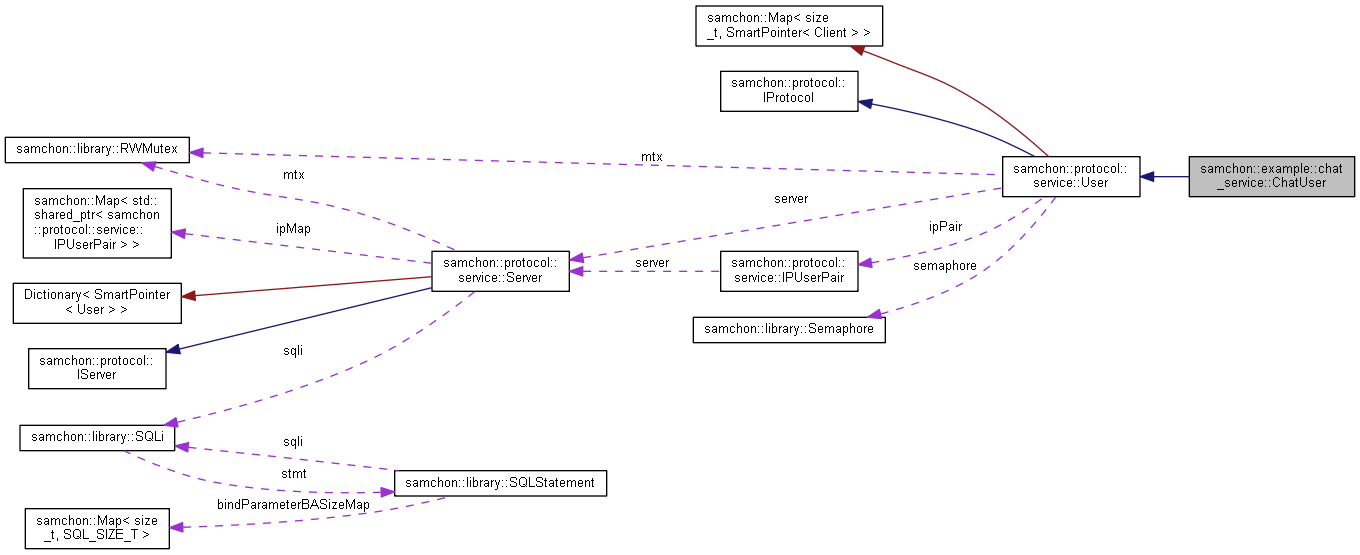 samchon::Map< size
_t, SmartPointer< Client > >
samchon::protocol::
IProtocol
samchon::library::RWMutex
mtx
samchon::protocol::
service::User
samchon::example::chat
_service::ChatUser
mtx
samchon::Map< std::
shared_ptr< samchon
::protocol::service::
IPUserPair > >
ipMap
server
ipPair
samchon::protocol::
service::Server
server
samchon::protocol::
service::IPUserPair
semaphore
Dictionary< SmartPointer
< User > >
samchon::library::Semaphore
samchon::protocol::
IServer
sqli
samchon::library::SQLi
sqli
stmt
samchon::library::SQLStatement
bindParameterBASizeMap
samchon::Map< size
_t, SQL_SIZE_T >